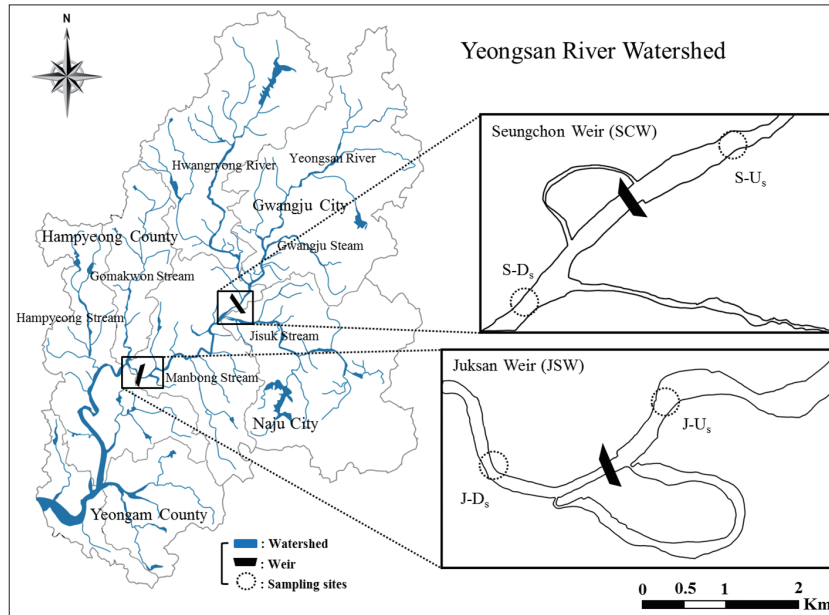 N
Yeongsan River Watershed
Seungchon Weir (SCW)
S-Us
S-Ds
Hwangryong River
Yeongsan River
Gwangju City
Gwangju Steam
Hampyeong County
Gomakwon Stream
Hampyeong Stream
Jisuk Stream
Manbong Stream
Naju City
Yeongam County
Juksan Weir (JSW)
J-Us
J-Ds
: Watershed
: Weir
: Sampling sites
0 0.5 1 2
Km